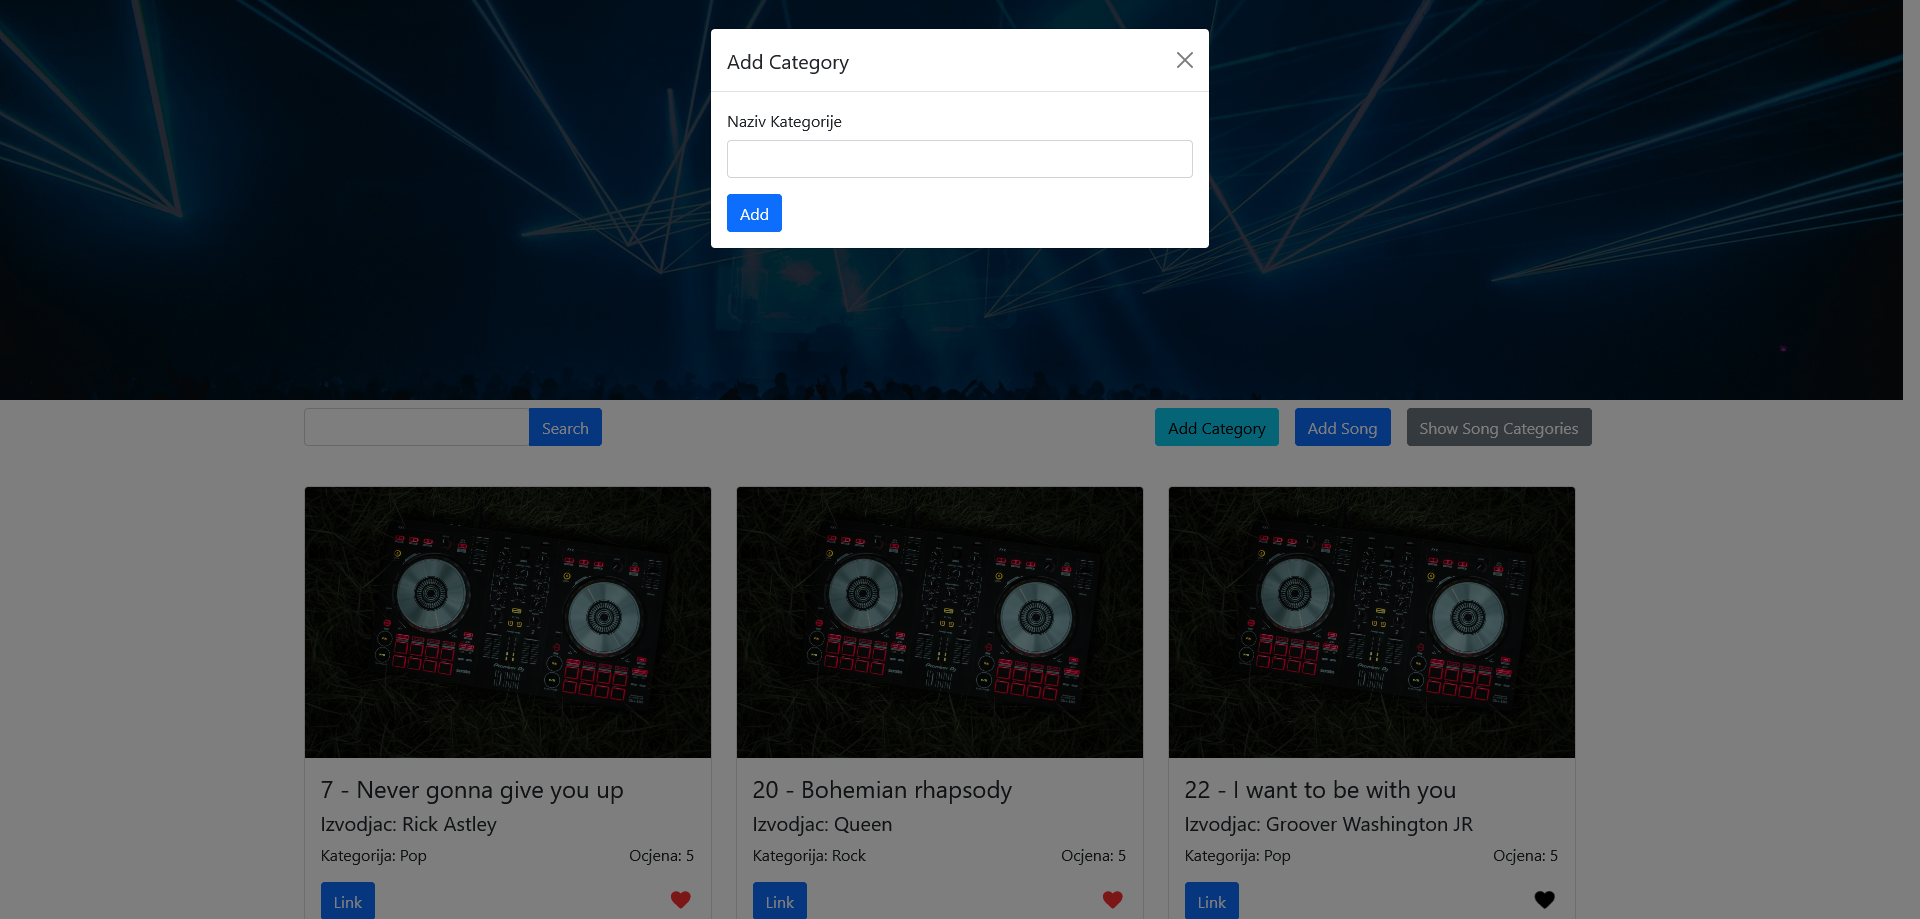 Add Category
Naziv Kategorije
Add
Search
Add Category
Add Song
Show Song Categories
7 - Never gonna give you up
Izvodjac: Rick Astley
Kategorija: Pop
Ocjena: 5
Link
20 - Bohemian rhapsody
Izvodjac: Queen
Kategorija: Rock
Ocjena: 5
Link
22 - I want to be with you
Izvodjac: Groover Washington JR
Kategorija: Pop
Ocjena: 5
Link